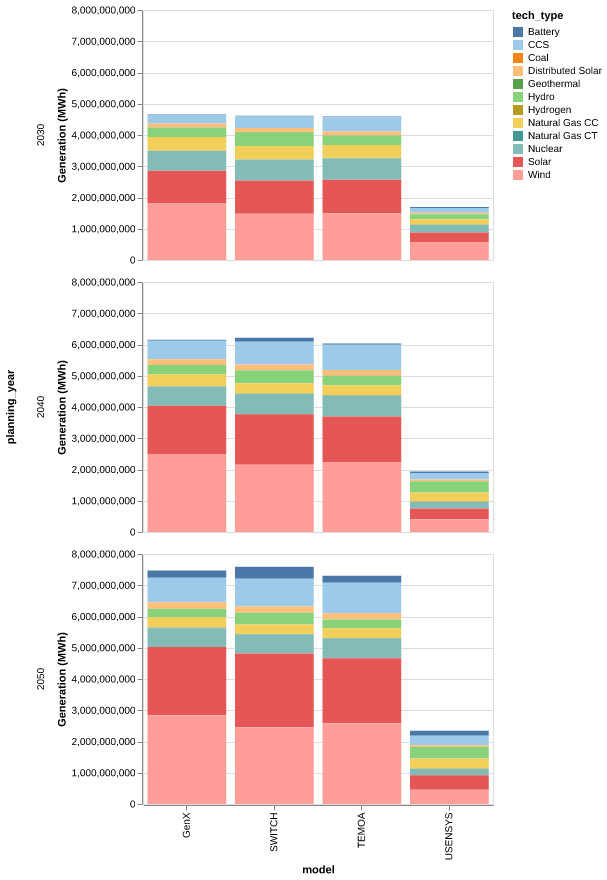 tech_type
Battery
CCS
Coal
Distributed Solar
Geothermal
Hydro
Hydrogen
Natural Gas CC
Natural Gas CT
Nuclear
Solar
Wind
planning_year
2030
Generation (MWh)
8,000,000,000
7,000,000,000
6,000,000,000
5,000,000,000
4,000,000,000
3,000,000,000
2,000,000,000
1,000,000,000
0
2040
Generation (MWh)
8,000,000,000
7,000,000,000
6,000,000,000
5,000,000,000
4,000,000,000
3,000,000,000
2,000,000,000
1,000,000,000
0
2050
Generation (MWh)
8,000,000,000
7,000,000,000
6,000,000,000
5,000,000,000
4,000,000,000
3,000,000,000
2,000,000,000
1,000,000,000
0
GenX
SWITCH
TEMOA
USENSYS
model